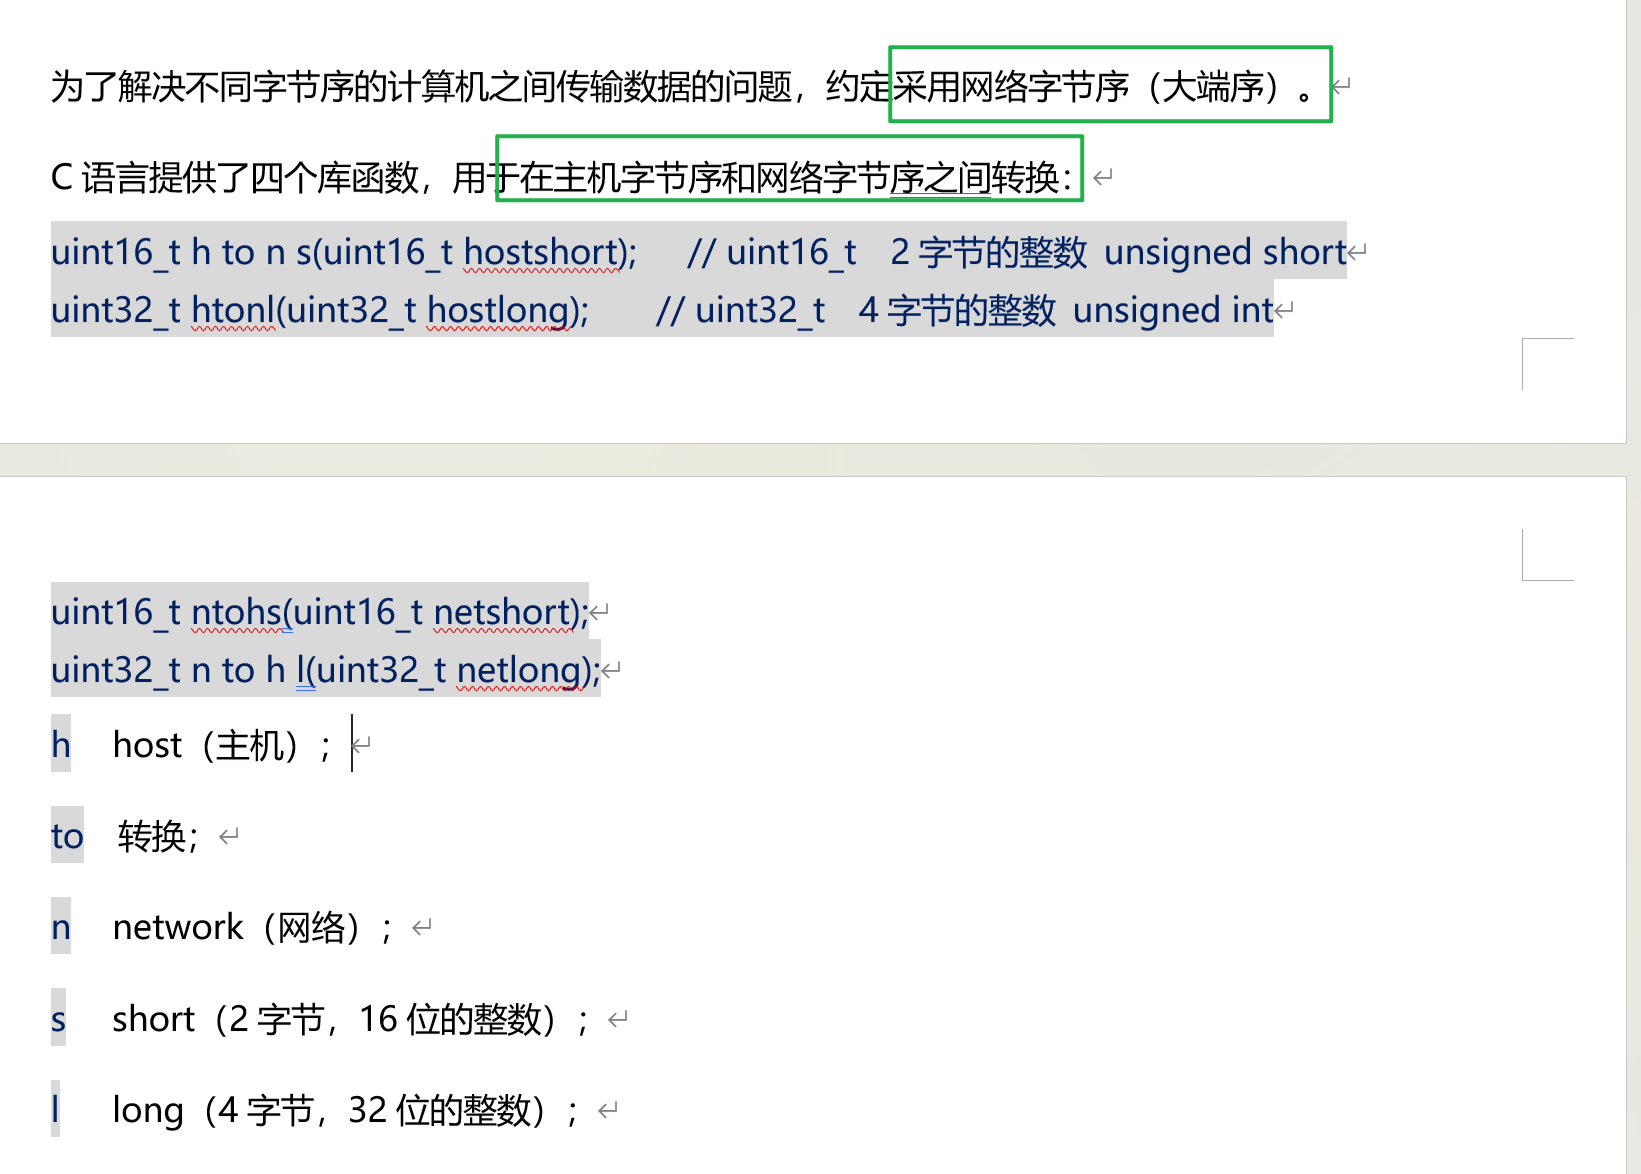 为了解决不同字节序的计算机之间传输数据的问题，约定采用网络字节序（大端序）。
C 语言提供了四个库函数，用于在主机字节序和网络字节序之间转换：
uint16_t h to n s(uint16_t hostshort); // uint16_t 2 字节的整数 unsigned short
uint32_t htonl(uint32_t hostlong); // uint32_t 4 字节的整数 unsigned int
uint16_t ntohs(uint16_t netshort);
uint32_t n to h l(uint32_t netlong);
h host（主机）；
to 转换；
n network（网络）；
s short（2 字节，16 位的整数）；
l long（4 字节，32 位的整数）；